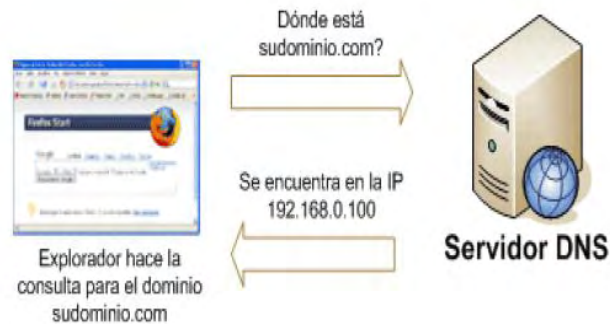 Dónde está
sudominio.com?
Firefox Start
Se encuentra en la IP
192.168.0.100
Servidor DNS
Explorador hace la
consulta para el dominio
sudominio.com